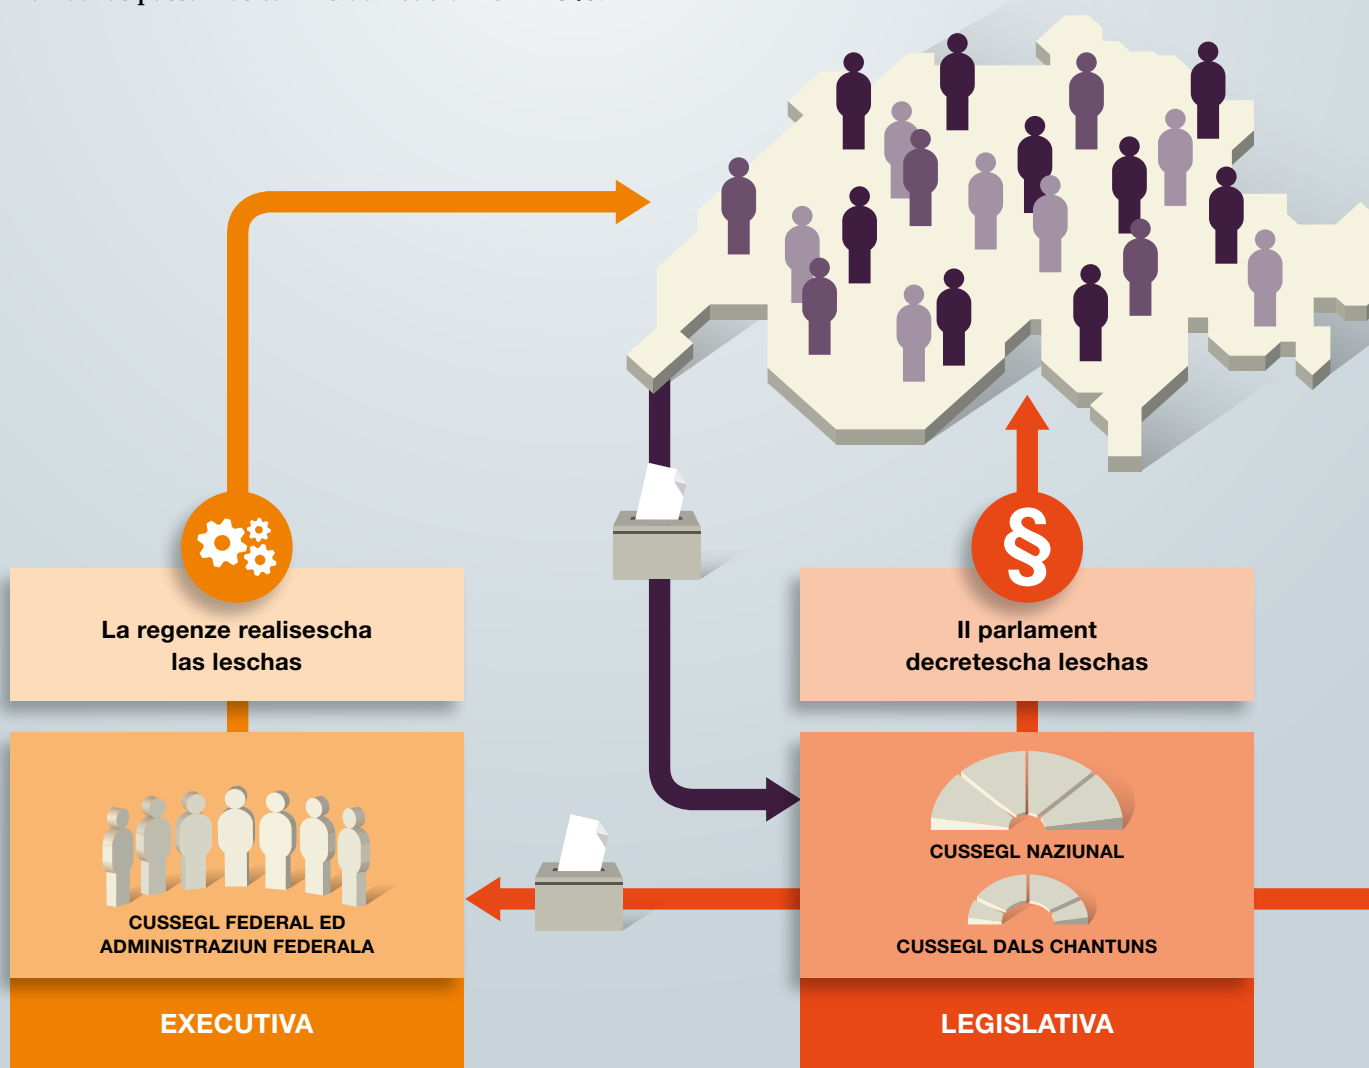 La regenze realisescha
las leschas
Il parlament
decretescha leschas
CUSSEGL FEDERAL ED
ADMINISTRAZIUN FEDERALA
CUSSEGL NAZIUNAL
CUSSEGL DALS CHANTUNS
EXECUTIVA
LEGISLATIVA
§